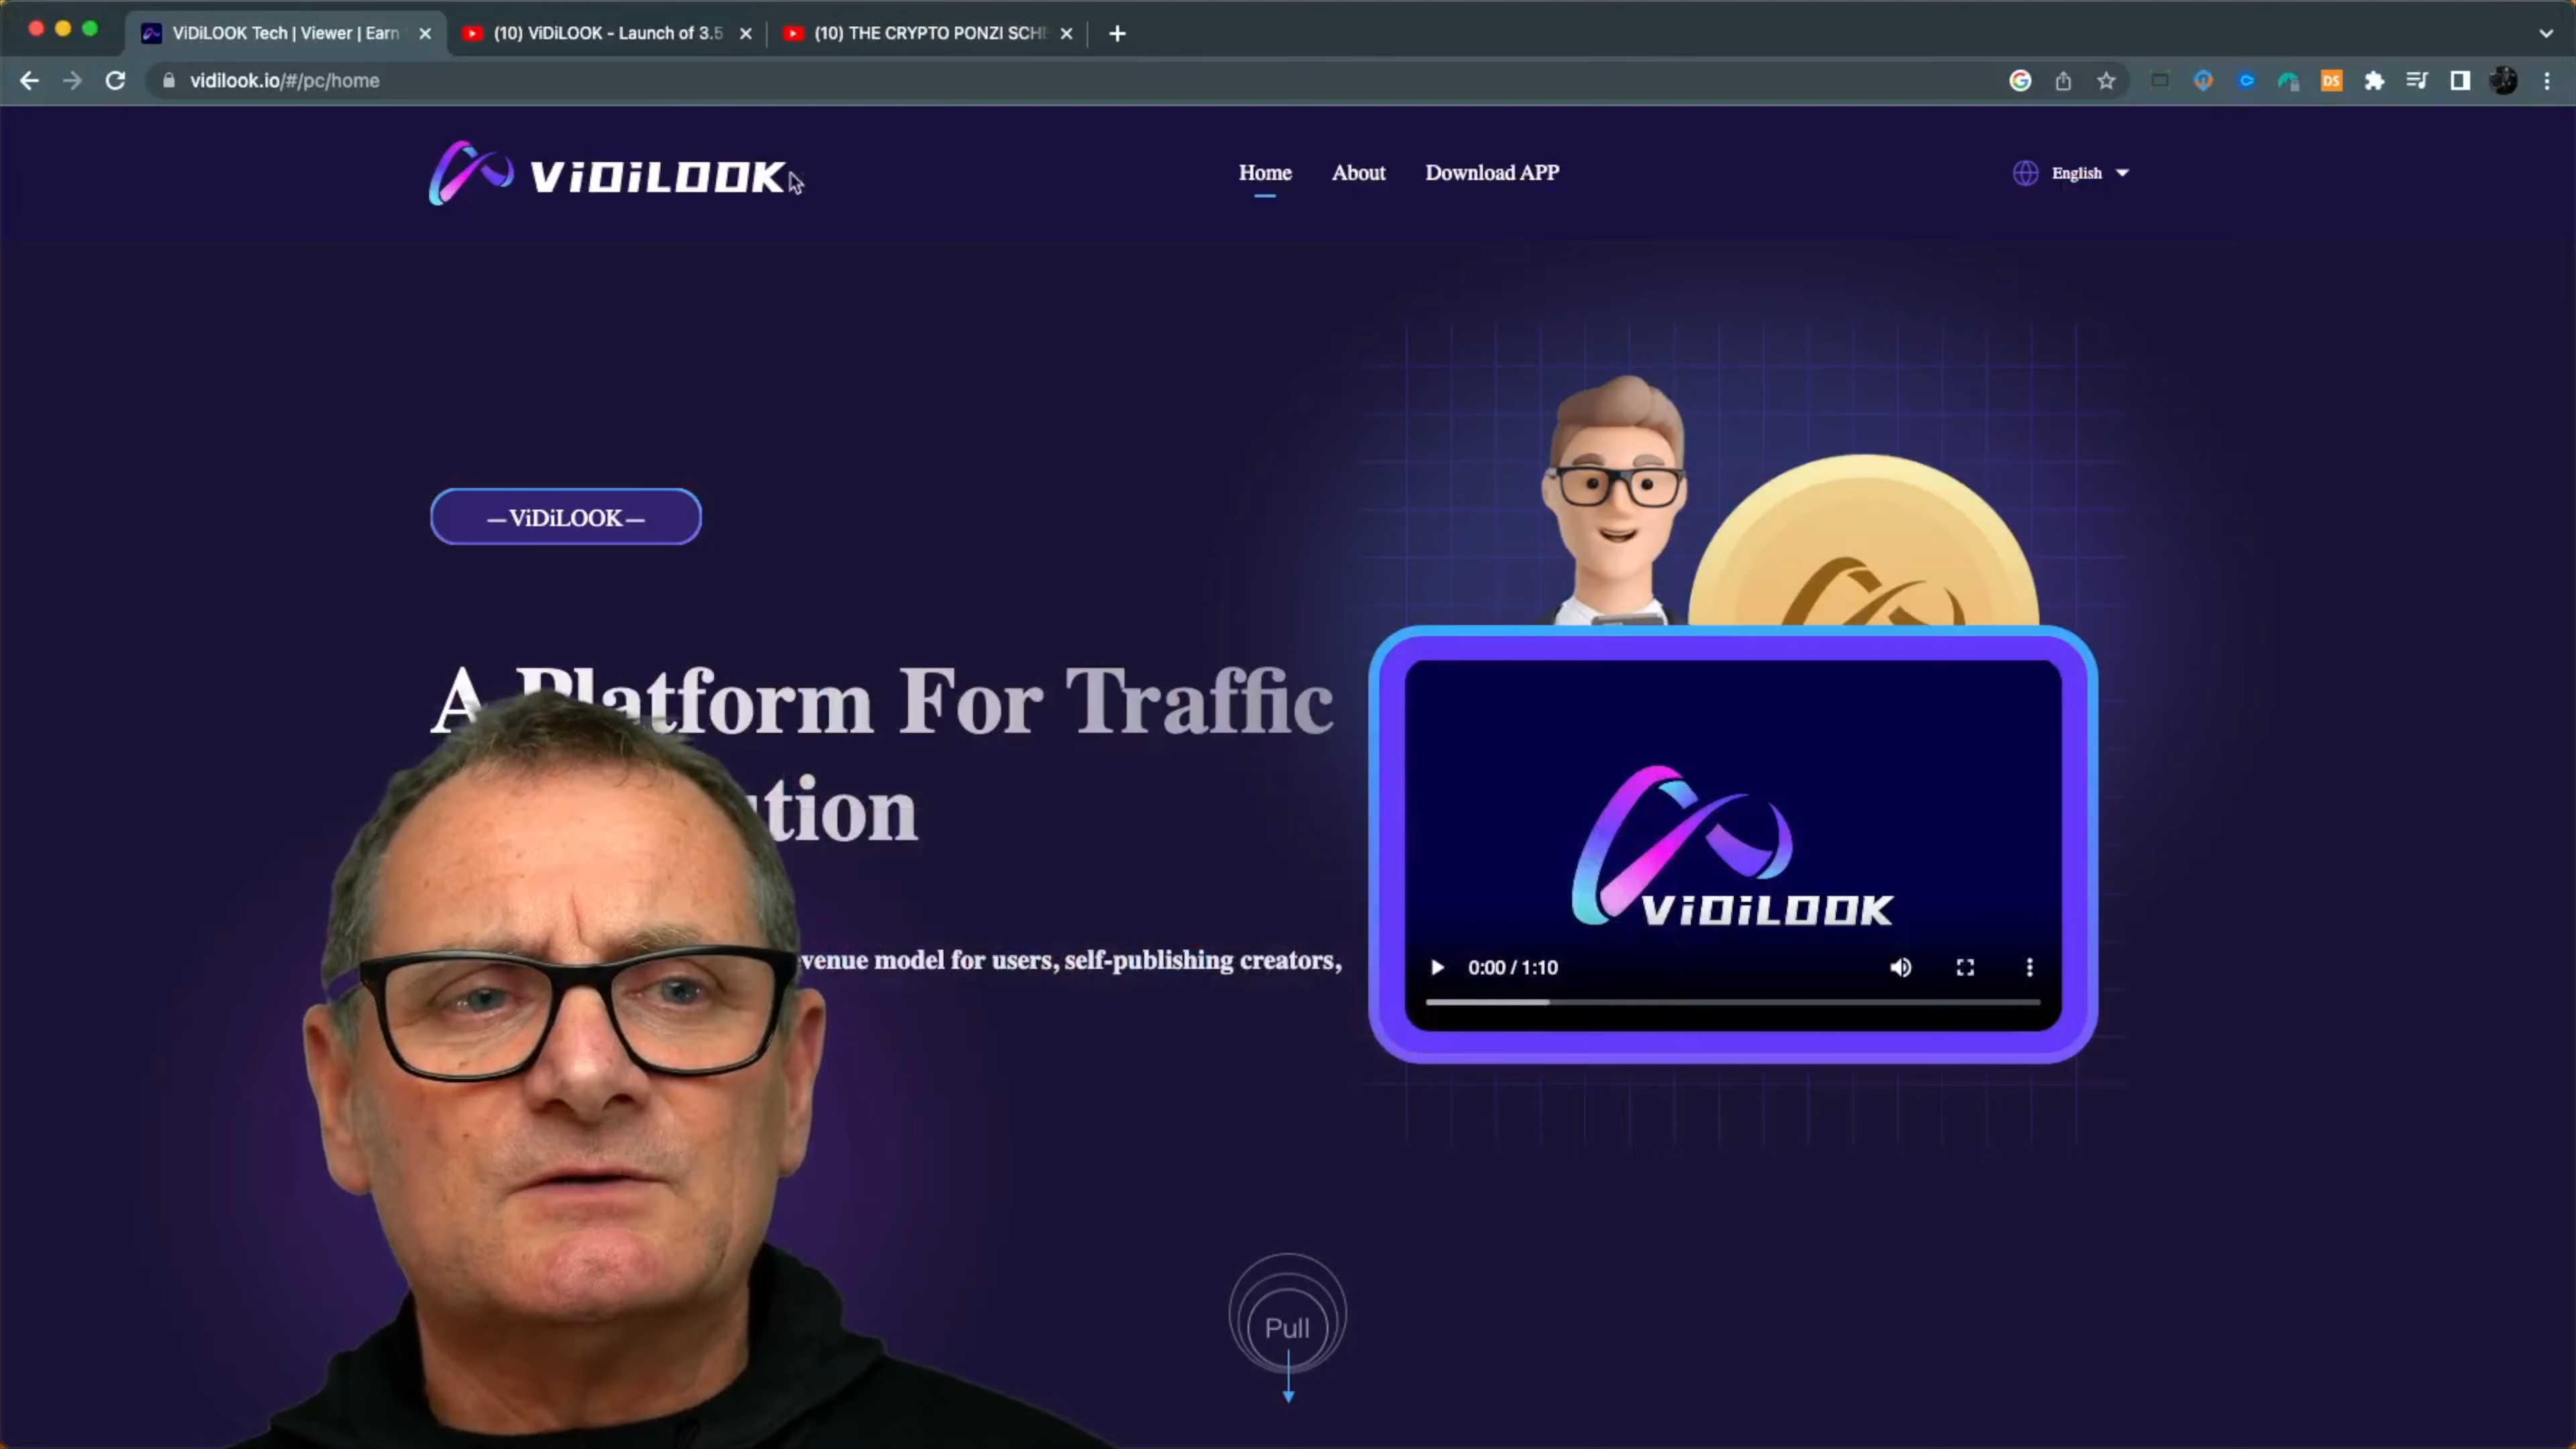 ViDiLOOK Tech | Viewer | Earn
(10) ViDiLOOK - Launch of 3.5
(10) THE CRYPTO PONZI SCHE
vidilook.io/#/pc/home
DS
ViDiLOOK
Home
About
Download APP
English
—ViDiLOOK—
A Platform For Traffic
tion
venue model for users, self-publishing creators,
ViDiLOOK
0:00 / 1:10
Pull